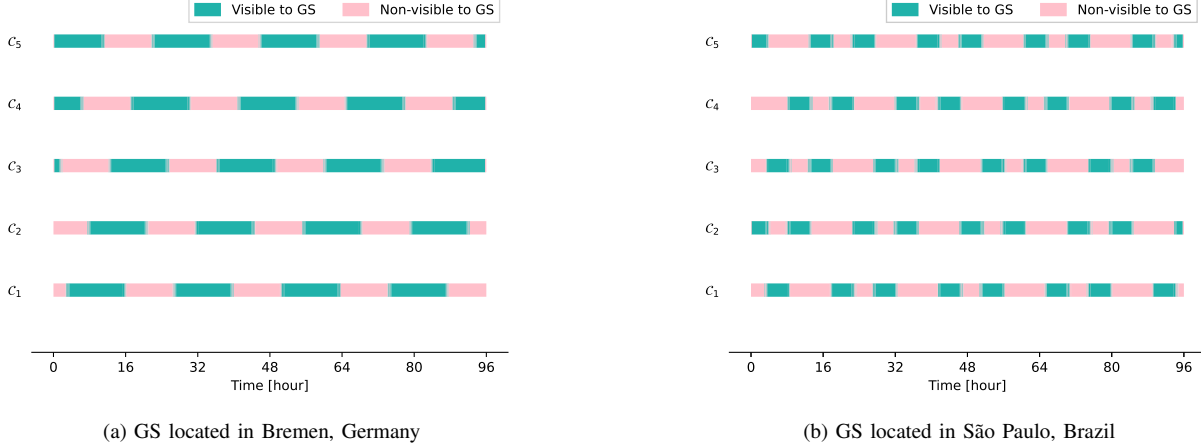 Visible to GS
Non-visible to GS
𝒞5
𝒞4
𝒞3
𝒞2
𝒞1
0 16 32 48 64 80 96
Time [hour]
(a) GS located in Bremen, Germany
Visible to GS
Non-visible to GS
𝒞5
𝒞4
𝒞3
𝒞2
𝒞1
0 16 32 48 64 80 96
Time [hour]
(b) GS located in São Paulo, Brazil